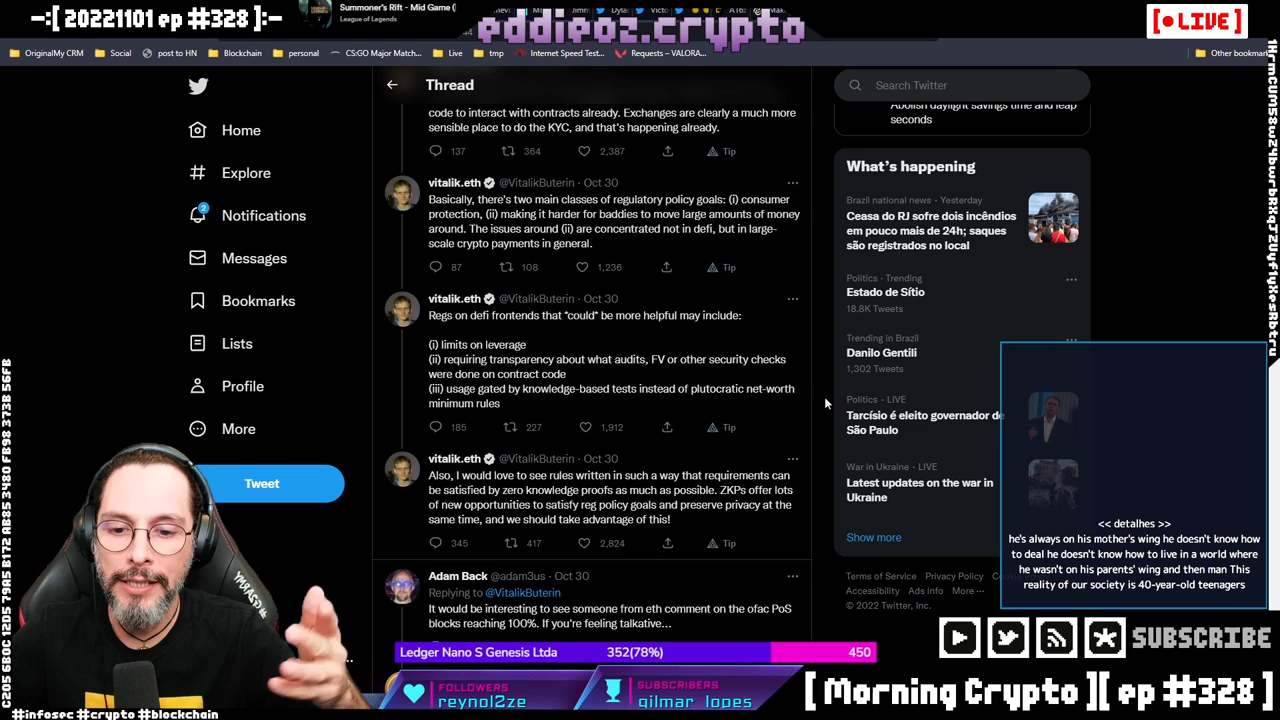 -:[ 20221101 ep #328 ]:-
Summoner's Rift - Mid Game (
League of Legends
eddieoz.crypto
[● LIVE]
OriginalMy CRM
Social
post to HN
Blockchain
personal
CS:GO Major Match...
Live
tmp
Internet Speed Test...
Requests – VALORA...
Other bookmar
Home
Explore
2
Notifications
Messages
Bookmarks
Lists
Profile
More
Tweet
Thread
code to interact with contracts already. Exchanges are clearly a much more
sensible place to do the KYC, and that's happening already.
137 364 2,387 Tip
vitalik.eth @VitalikButerin · Oct 30
Basically, there's two main classes of regulatory policy goals: (i) consumer
protection, (ii) making it harder for baddies to move large amounts of money
around. The issues around (ii) are concentrated not in defi, but in large-
scale crypto payments in general.
87 108 1,236 Tip
vitalik.eth @VitalikButerin · Oct 30
Regs on defi frontends that *could* be more helpful may include:
(i) limits on leverage
(ii) requiring transparency about what audits, FV or other security checks
were done on contract code
(iii) usage gated by knowledge-based tests instead of plutocratic net-worth
minimum rules
185 227 1,912 Tip
vitalik.eth @VitalikButerin · Oct 30
Also, I would love to see rules written in such a way that requirements can
be satisfied by zero knowledge proofs as much as possible. ZKPs offer lots
of new opportunities to satisfy reg policy goals and preserve privacy at the
same time, and we should take advantage of this!
345 417 2,824 Tip
Adam Back @adam3us · Oct 30
Replying to @VitalikButerin
It would be interesting to see someone from eth comment on the ofac PoS
blocks reaching 100%. If you're feeling talkative...
Search Twitter
Abolish daylight savings time and leap
seconds
What's happening
Brazil national news · Yesterday
Ceasa do RJ sofre dois incêndios
em pouco mais de 24h; saques
são registrados no local
Politics · Trending
Estado de Sítio
18.8K Tweets
Trending in Brazil
Danilo Gentili
1,302 Tweets
Politics · LIVE
Tarcísio é eleito governador de
São Paulo
War in Ukraine · LIVE
Latest updates on the war in
Ukraine
Show more
Terms of Service Privacy Policy
Accessibility Ads info More ...
© 2022 Twitter, Inc.
<< detalhes >>
he's always on his mother's wing he doesn't know how
to deal he doesn't know how to live in a world where
he wasn't on his parents' wing and then man This
reality of our society is 40-year-old teenagers
SUBSCRIBE
Ledger Nano S Genesis Ltda 352(78%) 450
FOLLOWERS
reynol2ze
SUBSCRIBERS
gilmar_lopes
[ Morning Crypto ][ ep #328 ]
#infosec #crypto #blockchain